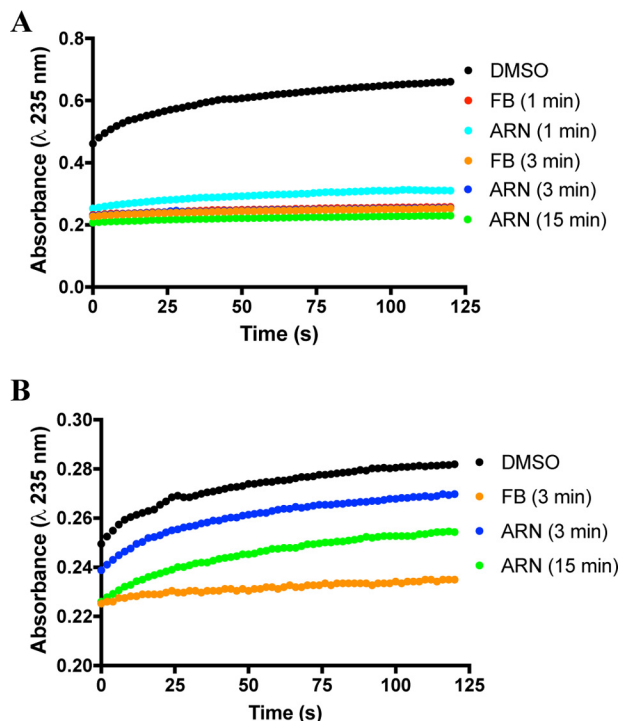 A
Absorbance (λ 235 nm)
0.8
0.6
0.4
0.2
0.0
0
25
50
75
100
125
Time (s)
DMSO
FB (1 min)
ARN (1 min)
FB (3 min)
ARN (3 min)
ARN (15 min)
B
Absorbance (λ 235 nm)
0.30
0.28
0.26
0.24
0.22
0.20
0
25
50
75
100
125
Time (s)
DMSO
FB (3 min)
ARN (3 min)
ARN (15 min)